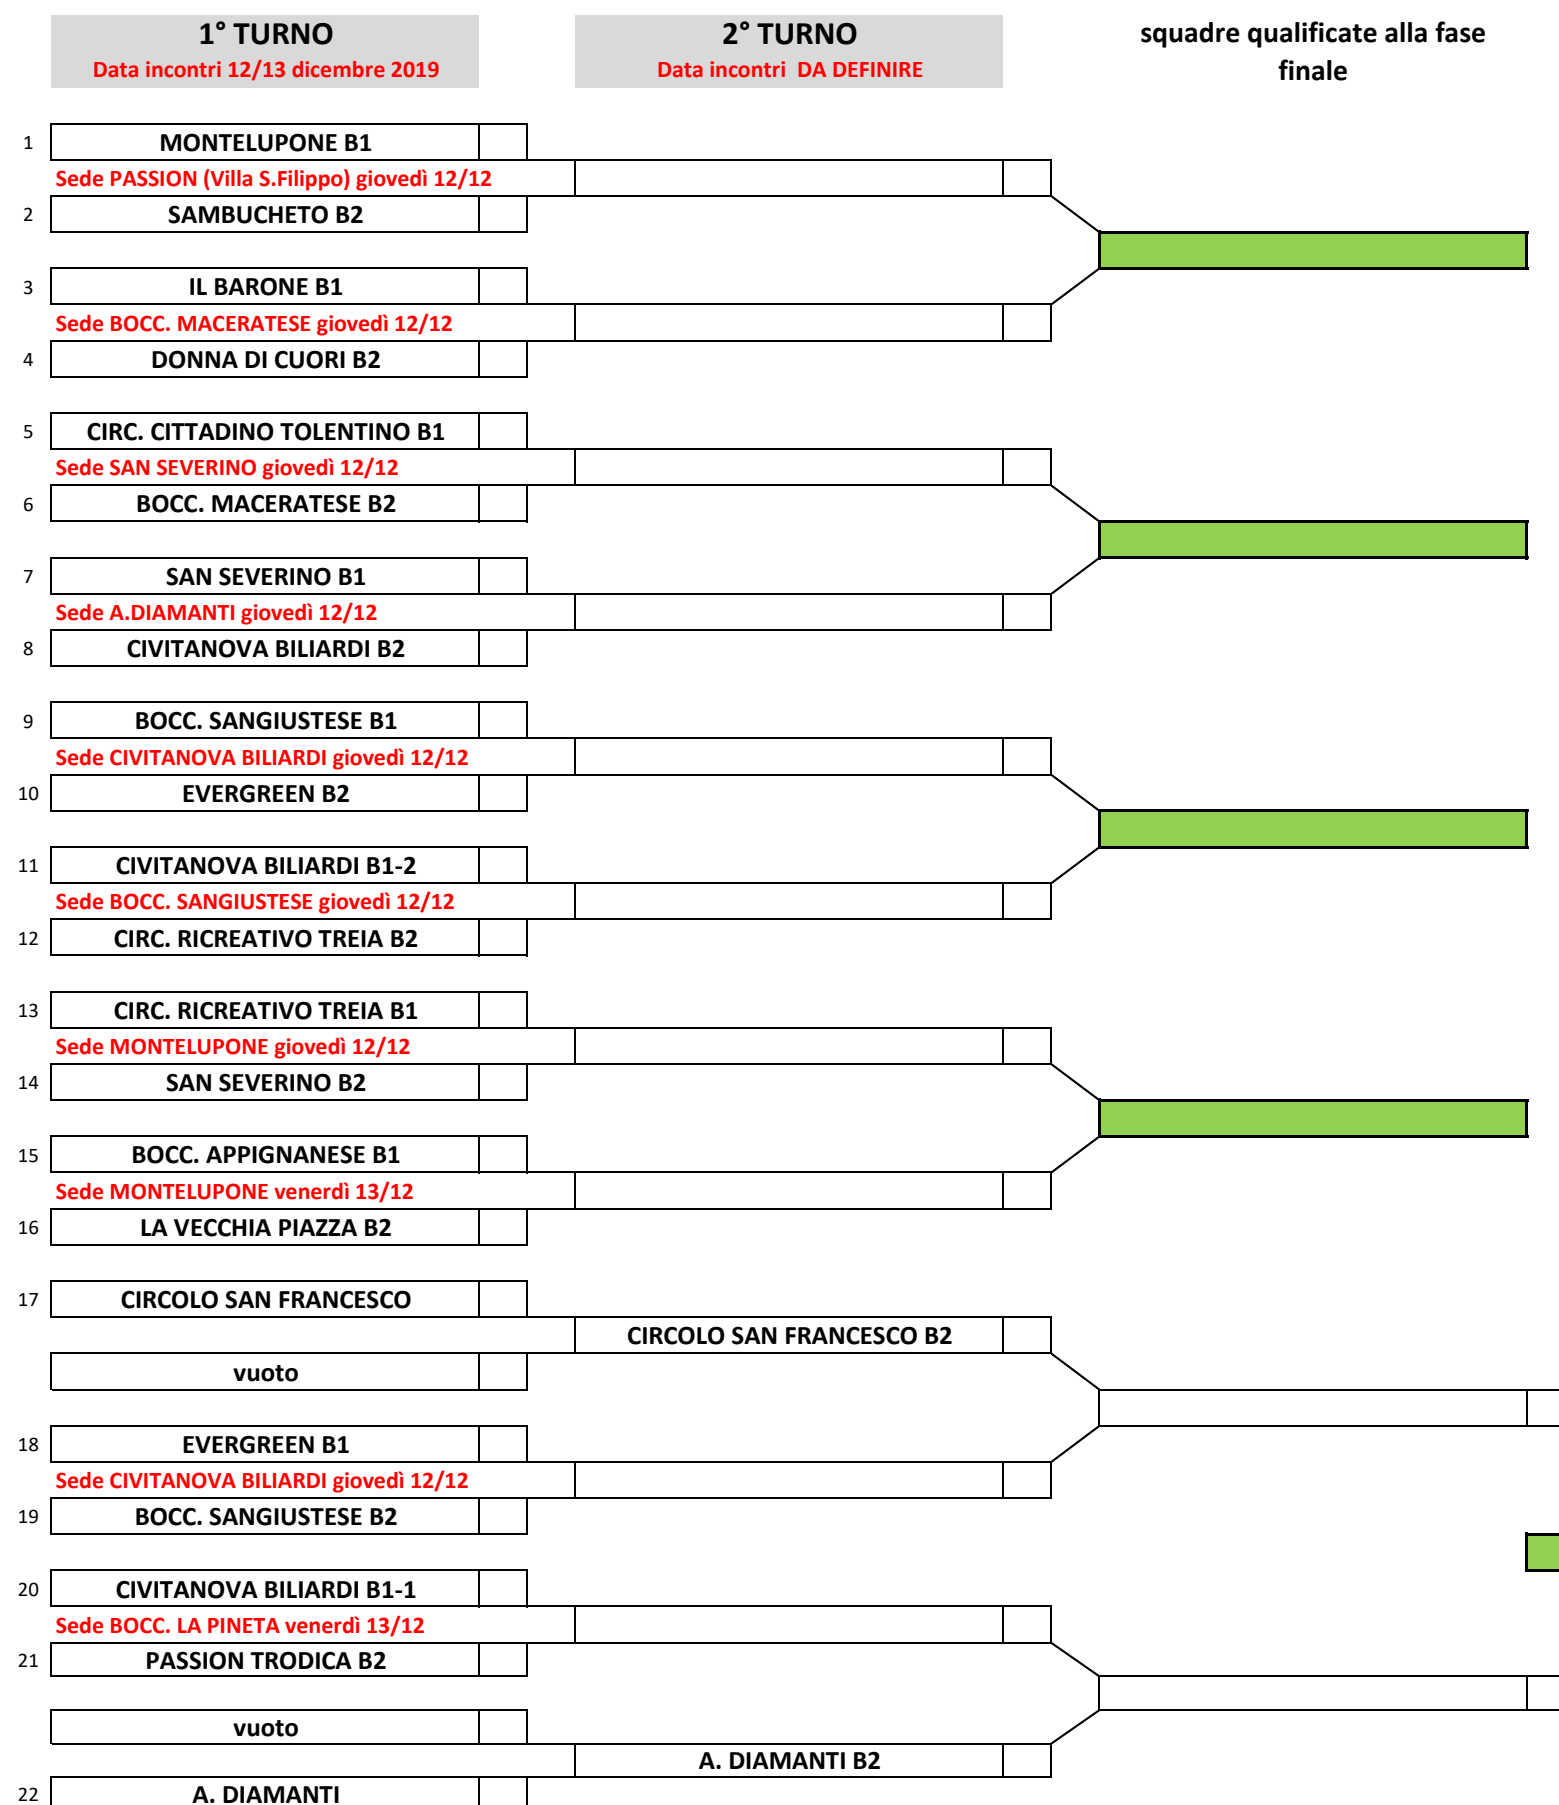 1° TURNO
Data incontri 12/13 dicembre 2019
2° TURNO
Data incontri  DA DEFINIRE
squadre qualificate alla fase
finale
1 MONTELUPONE B1
Sede PASSION (Villa S.Filippo) giovedì 12/12
2 SAMBUCHETO B2
3 IL BARONE B1
Sede BOCC. MACERATESE giovedì 12/12
4 DONNA DI CUORI B2
5 CIRC. CITTADINO TOLENTINO B1
Sede SAN SEVERINO giovedì 12/12
6 BOCC. MACERATESE B2
7 SAN SEVERINO B1
Sede A.DIAMANTI giovedì 12/12
8 CIVITANOVA BILIARDI B2
9 BOCC. SANGIUSTESE B1
Sede CIVITANOVA BILIARDI giovedì 12/12
10 EVERGREEN B2
11 CIVITANOVA BILIARDI B1-2
Sede BOCC. SANGIUSTESE giovedì 12/12
12 CIRC. RICREATIVO TREIA B2
13 CIRC. RICREATIVO TREIA B1
Sede MONTELUPONE giovedì 12/12
14 SAN SEVERINO B2
15 BOCC. APPIGNANESE B1
Sede MONTELUPONE venerdì 13/12
16 LA VECCHIA PIAZZA B2
17 CIRCOLO SAN FRANCESCO
CIRCOLO SAN FRANCESCO B2
vuoto
18 EVERGREEN B1
Sede CIVITANOVA BILIARDI giovedì 12/12
19 BOCC. SANGIUSTESE B2
20 CIVITANOVA BILIARDI B1-1
Sede BOCC. LA PINETA venerdì 13/12
21 PASSION TRODICA B2
vuoto
A. DIAMANTI B2
22 A. DIAMANTI